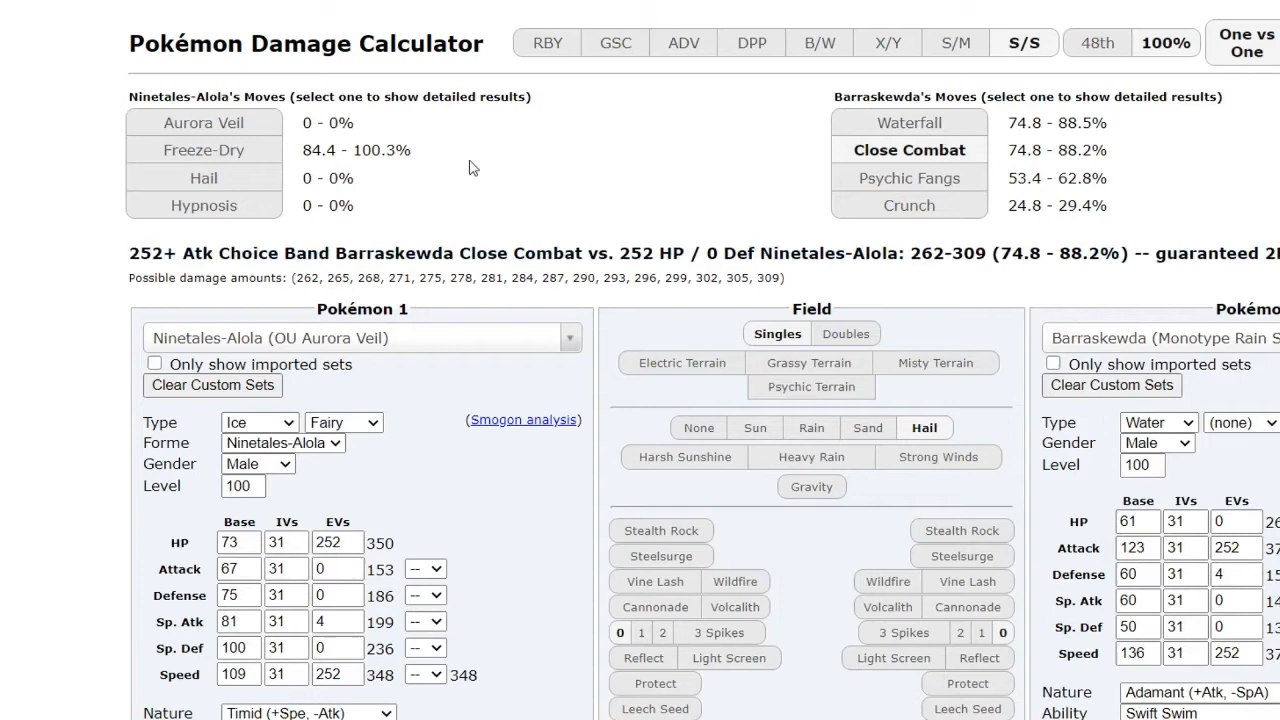 Pokémon Damage Calculator RBY GSC ADV DPP B/W X/Y S/M S/S 48th 100% One vs One
Ninetales-Alola's Moves (select one to show detailed results)
Aurora Veil 0 - 0%
Freeze-Dry 84.4 - 100.3%
Hail 0 - 0%
Hypnosis 0 - 0%
Barraskewda's Moves (select one to show detailed results)
Waterfall 74.8 - 88.5%
Close Combat 74.8 - 88.2%
Psychic Fangs 53.4 - 62.8%
Crunch 24.8 - 29.4%
252+ Atk Choice Band Barraskewda Close Combat vs. 252 HP / 0 Def Ninetales-Alola: 262-309 (74.8 - 88.2%) -- guaranteed 2
Possible damage amounts: (262, 265, 268, 271, 275, 278, 281, 284, 287, 290, 293, 296, 299, 302, 305, 309)
Pokémon 1
Ninetales-Alola (OU Aurora Veil)
Only show imported sets
Clear Custom Sets
Type Ice Fairy (Smogon analysis)
Forme Ninetales-Alola
Gender Male
Level 100
Base IVs EVs
HP 73 31 252 350
Attack 67 31 0 153 --
Defense 75 31 0 186 --
Sp. Atk 81 31 4 199 --
Sp. Def 100 31 0 236 --
Speed 109 31 252 348 -- 348
Nature Timid (+Spe, -Atk)
Field
Singles Doubles
Electric Terrain Grassy Terrain Misty Terrain
Psychic Terrain
None Sun Rain Sand Hail
Harsh Sunshine Heavy Rain Strong Winds
Gravity
Stealth Rock Stealth Rock
Steelsurge Steelsurge
Vine Lash Wildfire Wildfire Vine Lash
Cannonade Volcalith Volcalith Cannonade
0 1 2 3 Spikes 3 Spikes 2 1 0
Reflect Light Screen Light Screen Reflect
Protect Protect
Leech Seed Leech Seed
Pokémo
Barraskewda (Monotype Rain S
Only show imported sets
Clear Custom Sets
Type Water (none)
Gender Male
Level 100
Base IVs EVs
HP 61 31 0 26
Attack 123 31 252 37
Defense 60 31 4 15
Sp. Atk 60 31 0 14
Sp. Def 50 31 0 13
Speed 136 31 252 37
Nature Adamant (+Atk, -SpA)
Ability Swift Swim